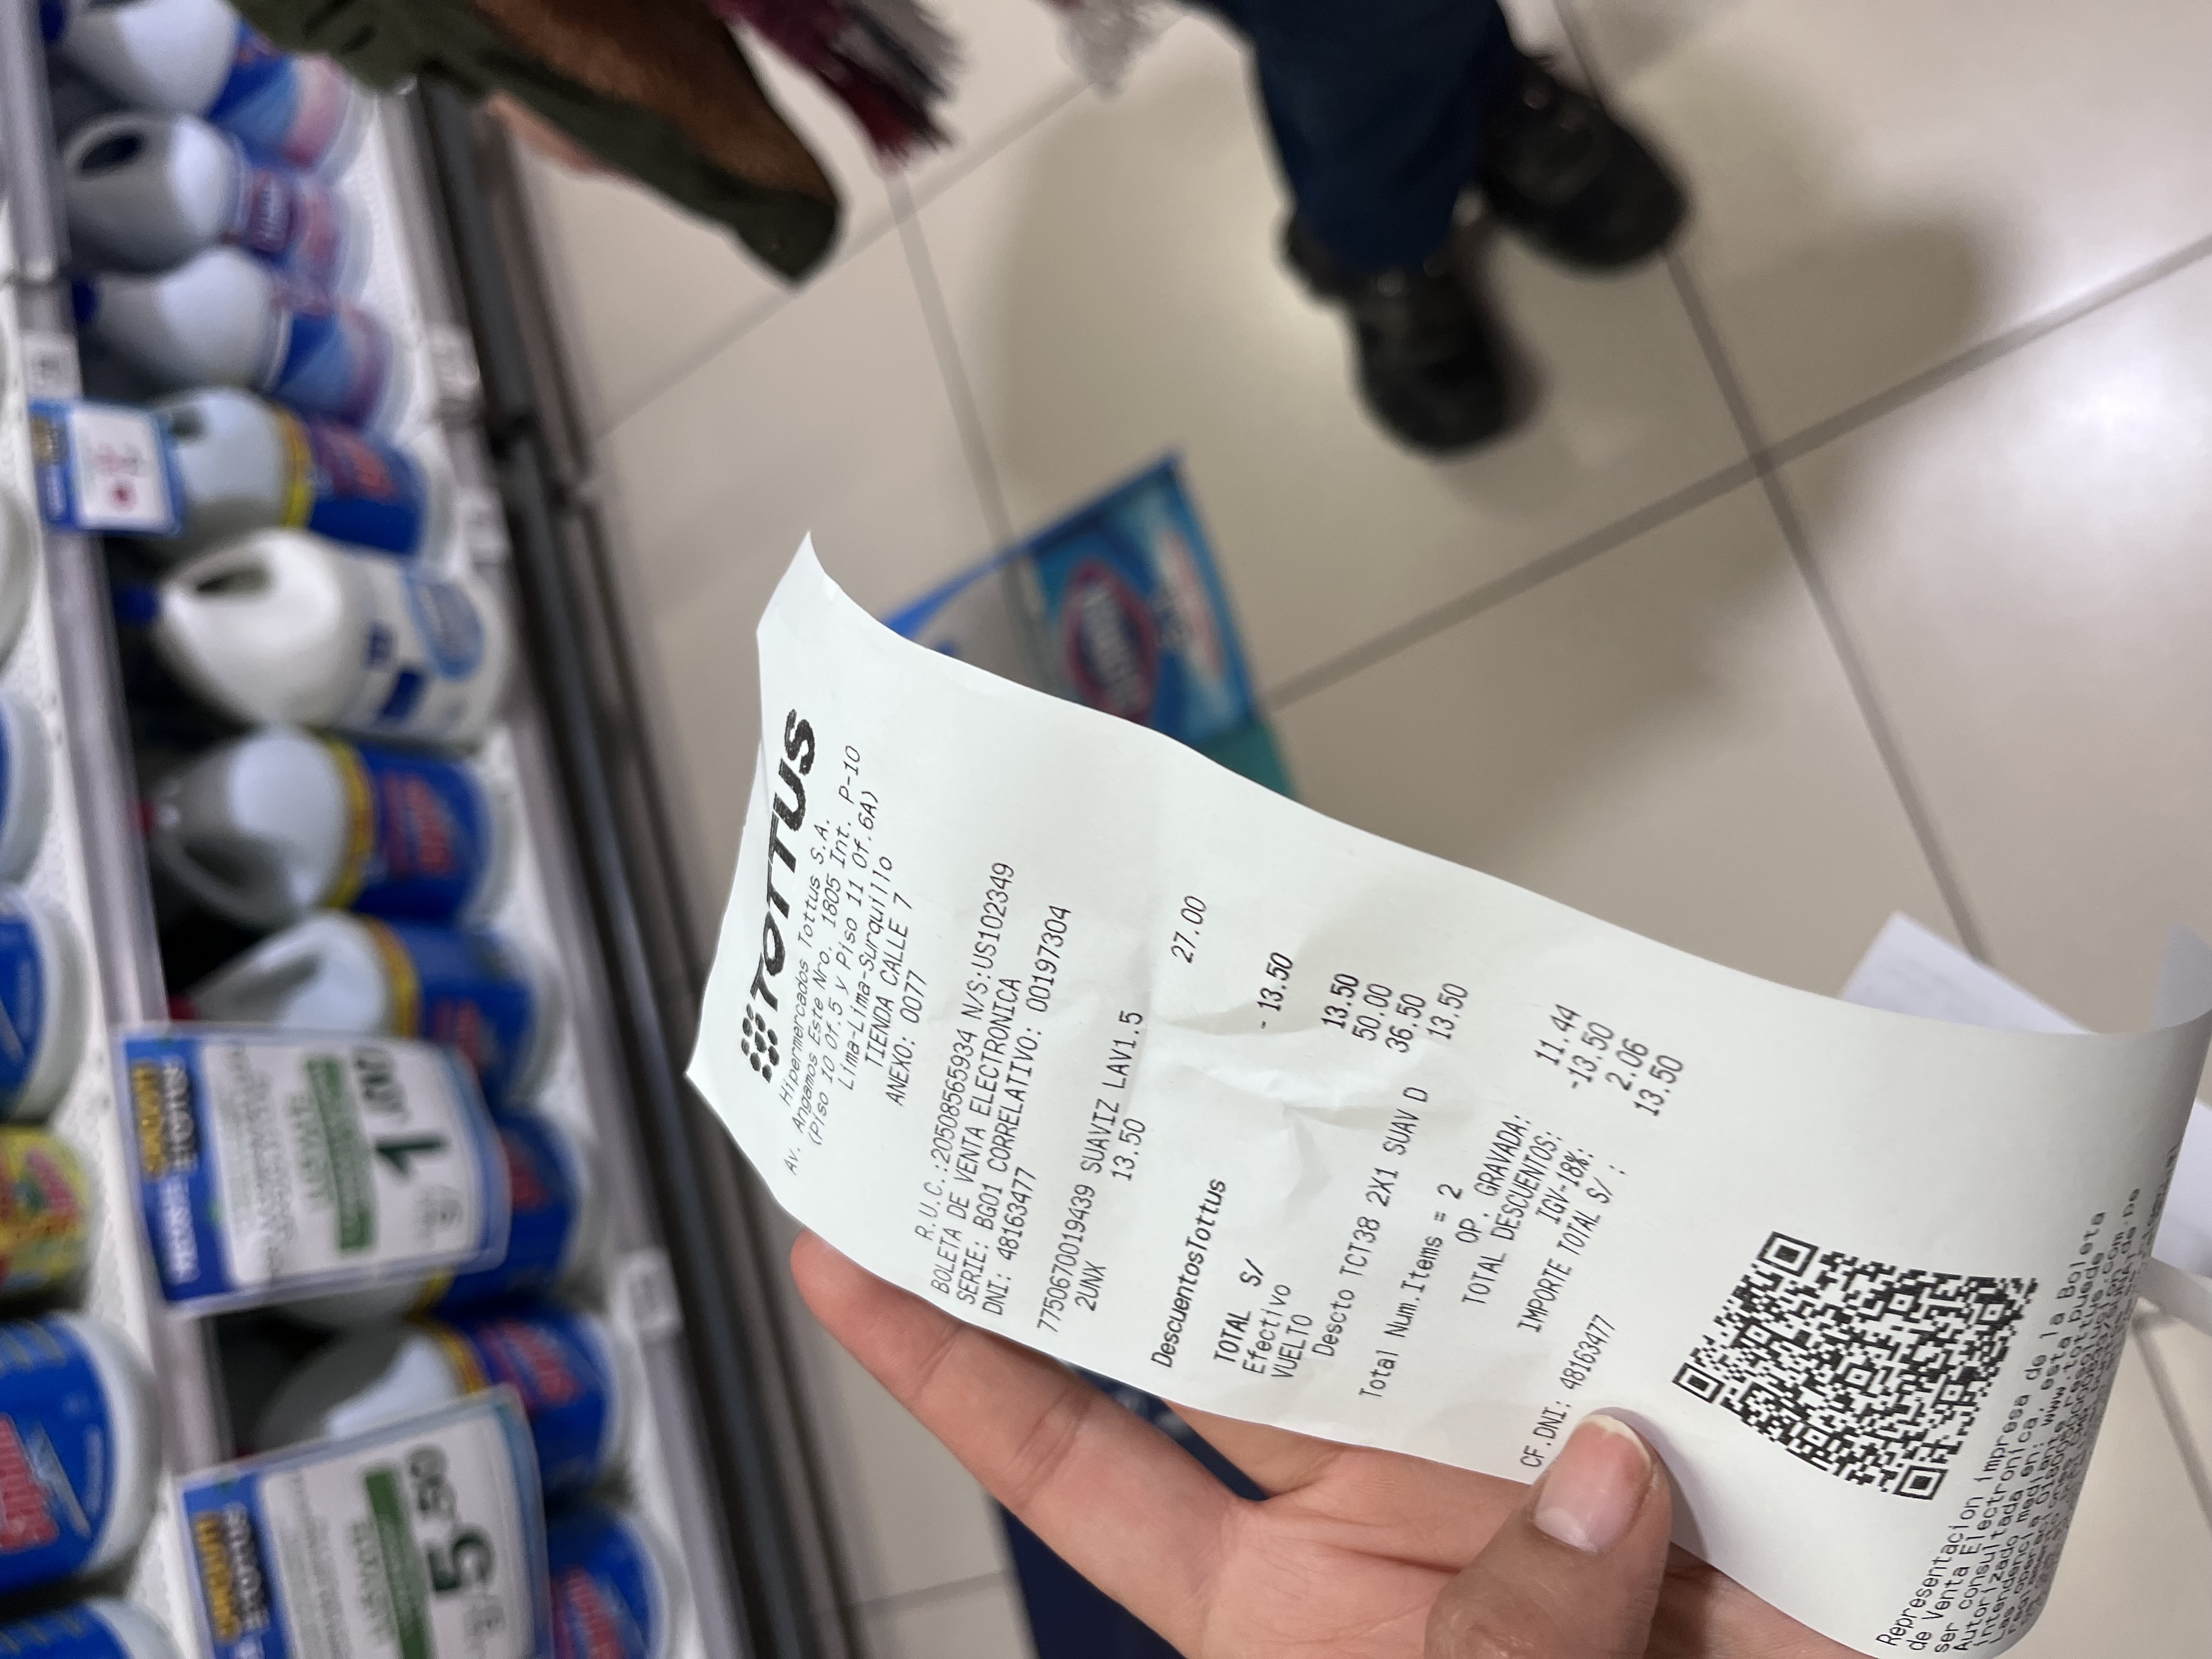 5.50
S/ 1.00
TOTTUS
Hipermercados Tottus S.A.
Av. Angamos Este Nro. 1805 Int. P-10
(Piso 10 Of.5 y Piso 11 Of.6A)
Lima-Lima-Surquillo
TIENDA CALLE 7
ANEXO: 0077
R.U.C.:20508565934 N/S:US102349
BOLETA DE VENTA ELECTRONICA
SERIE: BG01 CORRELATIVO: 00197304
DNI: 48163477
7750670019439 SUAVIZ LAV1.5
2UNX 13.50 27.00
DescuentosTottus - 13.50
TOTAL S/ 13.50
Efectivo 50.00
VUELTO 36.50
Descto TCT38 2X1 SUAV D 13.50
Total Num.Items = 2
OP. GRAVADA: 11.44
TOTAL DESCUENTOS: -13.50
IGV-18%: 2.06
IMPORTE TOTAL S/ : 13.50
CF.DNI: 48163477
Representacion impresa de la Boleta
de Venta Electronica, esta puede
ser consultada en: www.tottus.com.pe
Autorizado mediante resolucion de
Intendencia